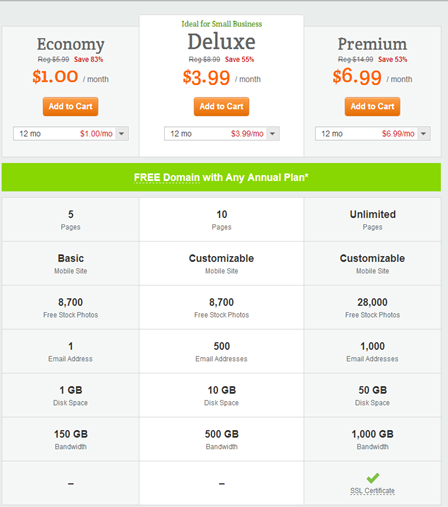 Ideal for Small Business
Economy Deluxe Premium
Reg $5.99 Save 83% Reg $8.99 Save 55% Reg $14.99 Save 53%
$1.00 / month $3.99 / month $6.99 / month
Add to Cart Add to Cart Add to Cart
12 mo $1.00/mo 12 mo $3.99/mo 12 mo $6.99/mo
FREE Domain with Any Annual Plan*
5 10 Unlimited
Pages Pages Pages
Basic Customizable Customizable
Mobile Site Mobile Site Mobile Site
8,700 8,700 28,000
Free Stock Photos Free Stock Photos Free Stock Photos
1 500 1,000
Email Address Email Addresses Email Addresses
1 GB 10 GB 50 GB
Disk Space Disk Space Disk Space
150 GB 500 GB 1,000 GB
Bandwidth Bandwidth Bandwidth
– –
SSL Certificate